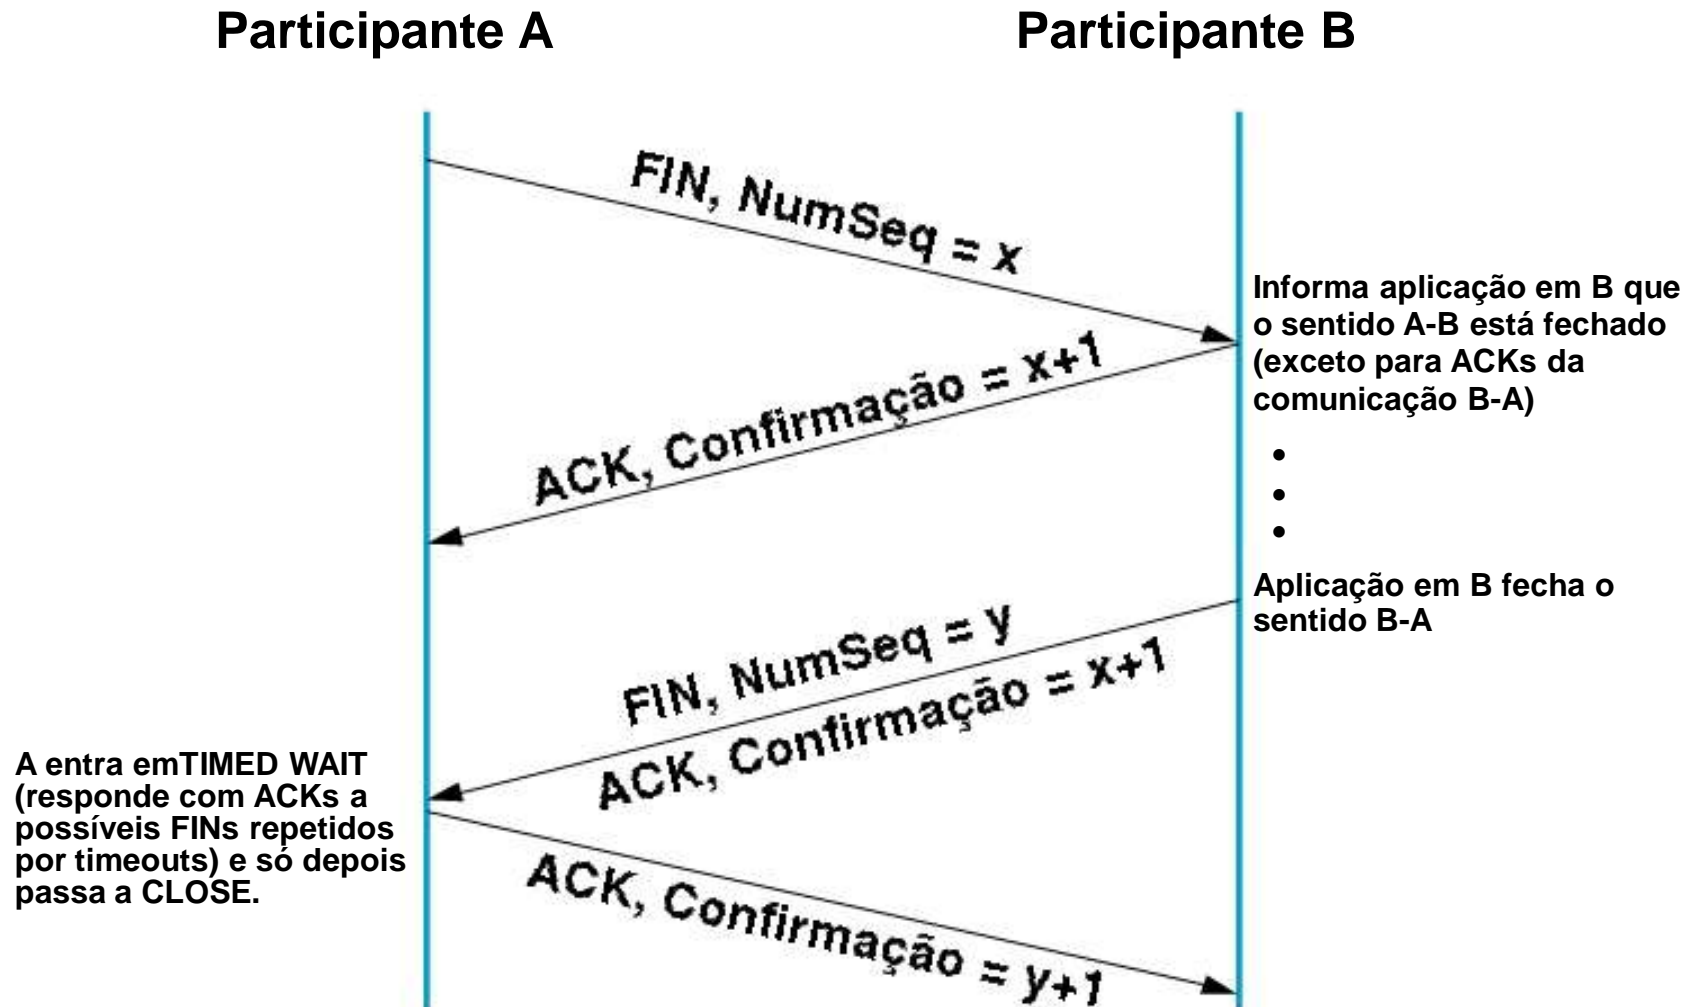 Participante A
Participante B
FIN, NumSeq = x
Informa aplicação em B que
o sentido A-B está fechado
(exceto para ACKs da
comunicação B-A)
ACK, Confirmação = x+1
•
•
•
Aplicação em B fecha o
sentido B-A
FIN, NumSeq = y
ACK, Confirmação = x+1
A entra emTIMED WAIT
(responde com ACKs a
possíveis FINs repetidos
por timeouts) e só depois
passa a CLOSE.
ACK, Confirmação = y+1